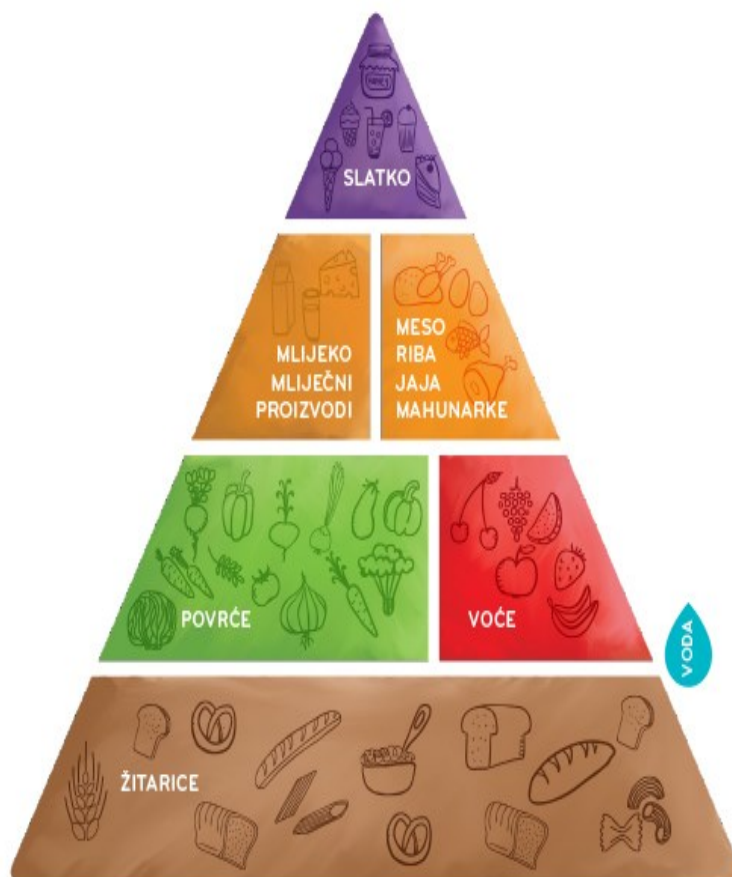 SLATKO
MLIJEKO
MLIJEČNI
PROIZVODI
MESO
RIBA
JAJA
MAHUNARKE
POVRĆE
VOĆE
VODA
ŽITARICE